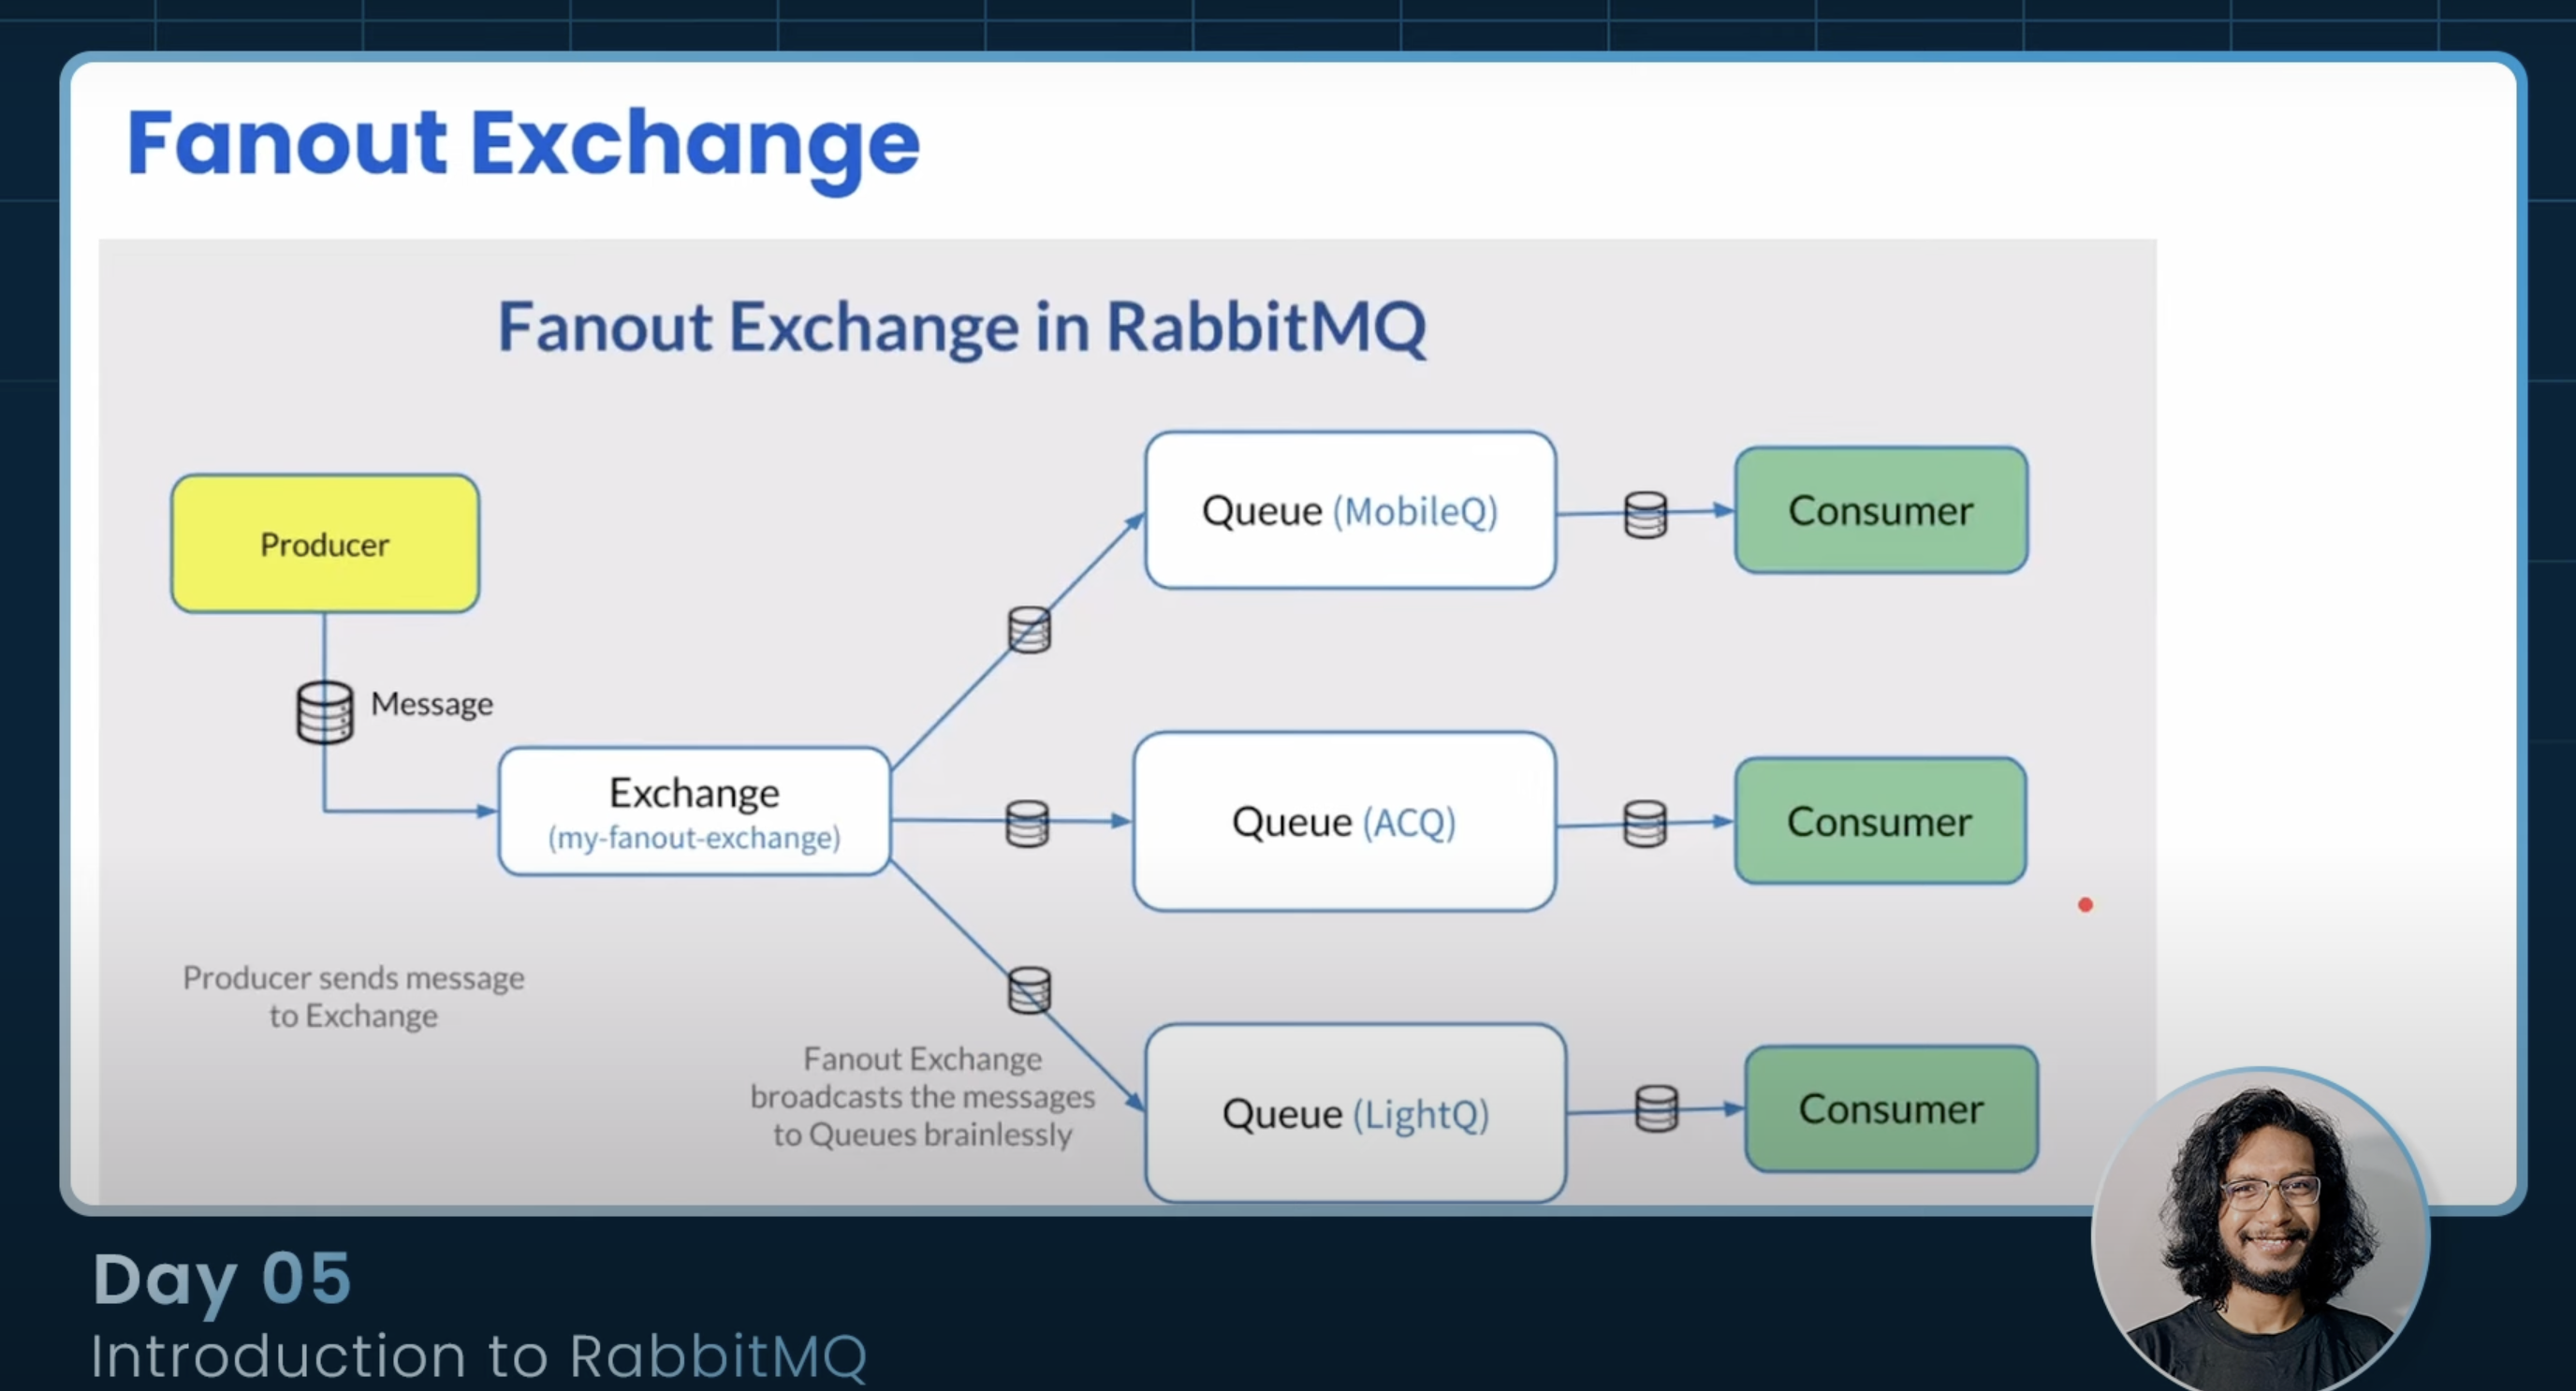 Fanout Exchange
Fanout Exchange in RabbitMQ
Queue (MobileQ)
Consumer
Producer
Message
Exchange
(my-fanout-exchange)
Queue (ACQ)
Consumer
Producer sends message
to Exchange
Fanout Exchange
broadcasts the messages
to Queues brainlessly
Queue (LightQ)
Consumer
Day 05
Introduction to RabbitMQ